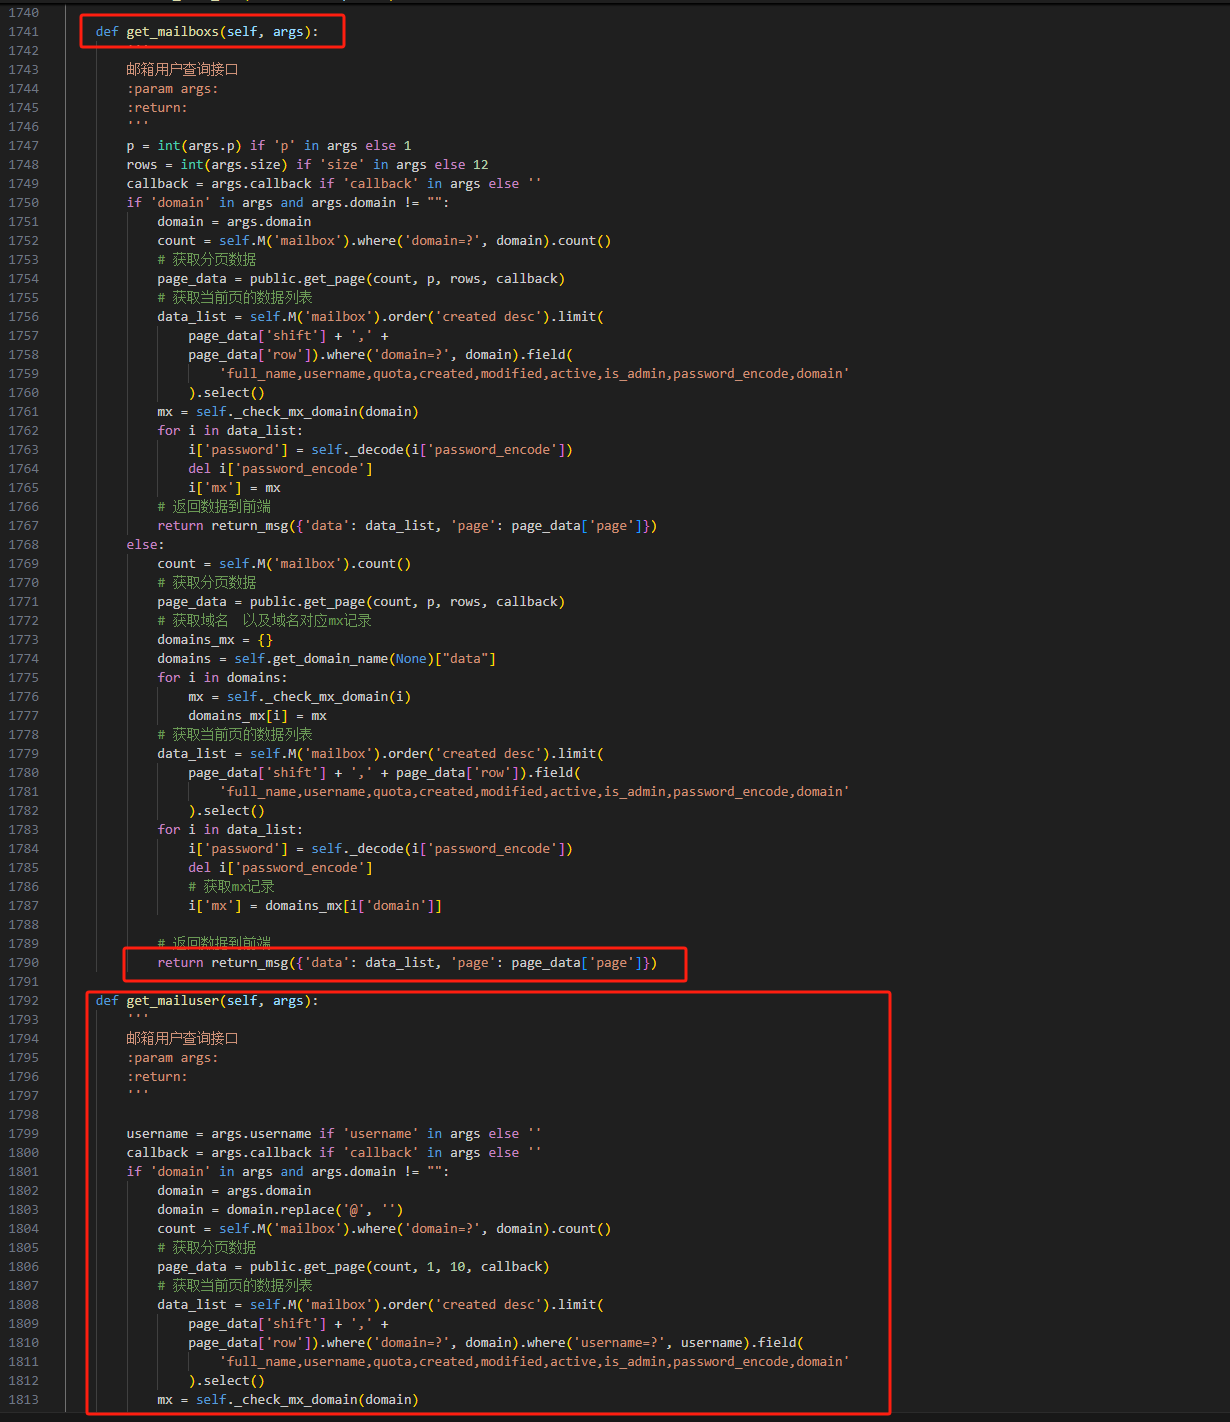 1740
1741 def get_mailboxs(self, args):
1742 '''
1743 邮箱用户查询接口
1744 :param args:
1745 :return:
1746 '''
1747 p = int(args.p) if 'p' in args else 1
1748 rows = int(args.size) if 'size' in args else 12
1749 callback = args.callback if 'callback' in args else ''
1750 if 'domain' in args and args.domain != "":
1751 domain = args.domain
1752 count = self.M('mailbox').where('domain=?', domain).count()
1753 # 获取分页数据
1754 page_data = public.get_page(count, p, rows, callback)
1755 # 获取当前页的数据列表
1756 data_list = self.M('mailbox').order('created desc').limit(
1757 page_data['shift'] + ',' +
1758 page_data['row']).where('domain=?', domain).field(
1759 'full_name,username,quota,created,modified,active,is_admin,password_encode,domain'
1760 ).select()
1761 mx = self._check_mx_domain(domain)
1762 for i in data_list:
1763 i['password'] = self._decode(i['password_encode'])
1764 del i['password_encode']
1765 i['mx'] = mx
1766 # 返回数据到前端
1767 return return_msg({'data': data_list, 'page': page_data['page']})
1768 else:
1769 count = self.M('mailbox').count()
1770 # 获取分页数据
1771 page_data = public.get_page(count, p, rows, callback)
1772 # 获取域名 以及域名对应mx记录
1773 domains_mx = {}
1774 domains = self.get_domain_name(None)["data"]
1775 for i in domains:
1776 mx = self._check_mx_domain(i)
1777 domains_mx[i] = mx
1778 # 获取当前页的数据列表
1779 data_list = self.M('mailbox').order('created desc').limit(
1780 page_data['shift'] + ',' + page_data['row']).field(
1781 'full_name,username,quota,created,modified,active,is_admin,password_encode,domain'
1782 ).select()
1783 for i in data_list:
1784 i['password'] = self._decode(i['password_encode'])
1785 del i['password_encode']
1786 # 获取mx记录
1787 i['mx'] = domains_mx[i['domain']]
1788
1789 # 返回数据到前端
1790 return return_msg({'data': data_list, 'page': page_data['page']})
1791
1792 def get_mailuser(self, args):
1793 '''
1794 邮箱用户查询接口
1795 :param args:
1796 :return:
1797 '''
1798
1799 username = args.username if 'username' in args else ''
1800 callback = args.callback if 'callback' in args else ''
1801 if 'domain' in args and args.domain != "":
1802 domain = args.domain
1803 domain = domain.replace('@', '')
1804 count = self.M('mailbox').where('domain=?', domain).count()
1805 # 获取分页数据
1806 page_data = public.get_page(count, 1, 10, callback)
1807 # 获取当前页的数据列表
1808 data_list = self.M('mailbox').order('created desc').limit(
1809 page_data['shift'] + ',' +
1810 page_data['row']).where('domain=?', domain).where('username=?', username).field(
1811 'full_name,username,quota,created,modified,active,is_admin,password_encode,domain'
1812 ).select()
1813 mx = self._check_mx_domain(domain)